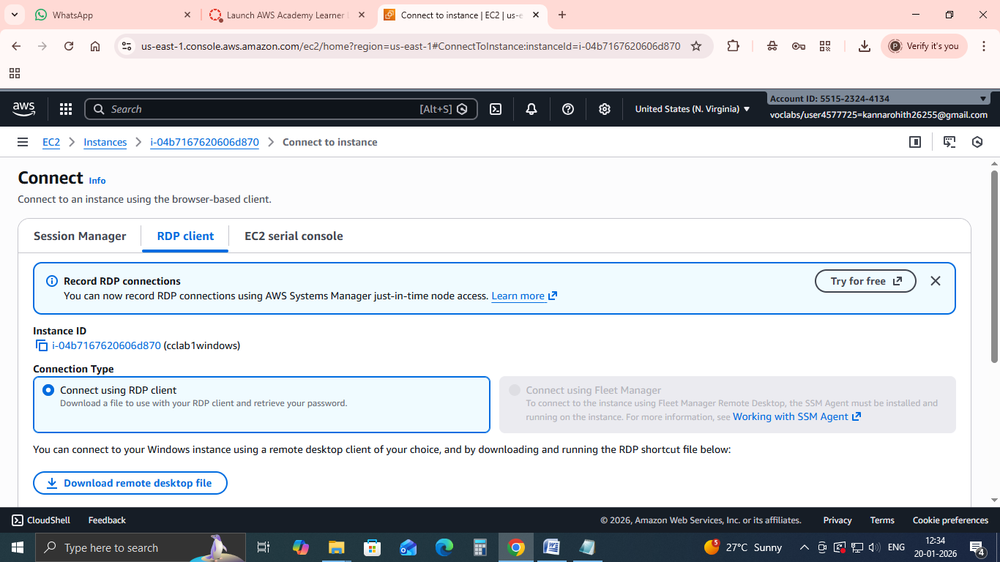 WhatsApp
Launch AWS Academy Learner L
Connect to instance | EC2 | us-e
us-east-1.console.aws.amazon.com/ec2/home?region=us-east-1#ConnectToInstance:instanceId=i-04b7167620606d870
P
Verify it's you
aws
Search
[Alt+S]
United States (N. Virginia)
Account ID: 5515-2324-4134
voclabs/user4577725=kannarohith26255@gmail.com
EC2 > Instances > i-04b7167620606d870 > Connect to instance
Connect Info
Connect to an instance using the browser-based client.
Session Manager
RDP client
EC2 serial console
Record RDP connections
You can now record RDP connections using AWS Systems Manager just-in-time node access. Learn more
Try for free
Instance ID
i-04b7167620606d870 (cclab1windows)
Connection Type
Connect using RDP client
Download a file to use with your RDP client and retrieve your password.
Connect using Fleet Manager
To connect to the instance using Fleet Manager Remote Desktop, the SSM Agent must be installed and
running on the instance. For more information, see Working with SSM Agent
You can connect to your Windows instance using a remote desktop client of your choice, and by downloading and running the RDP shortcut file below:
Download remote desktop file
CloudShell
Feedback
© 2026, Amazon Web Services, Inc. or its affiliates.
Privacy
Terms
Cookie preferences
Type here to search
W
5
27°C Sunny
ENG
12:34
20-01-2026
4